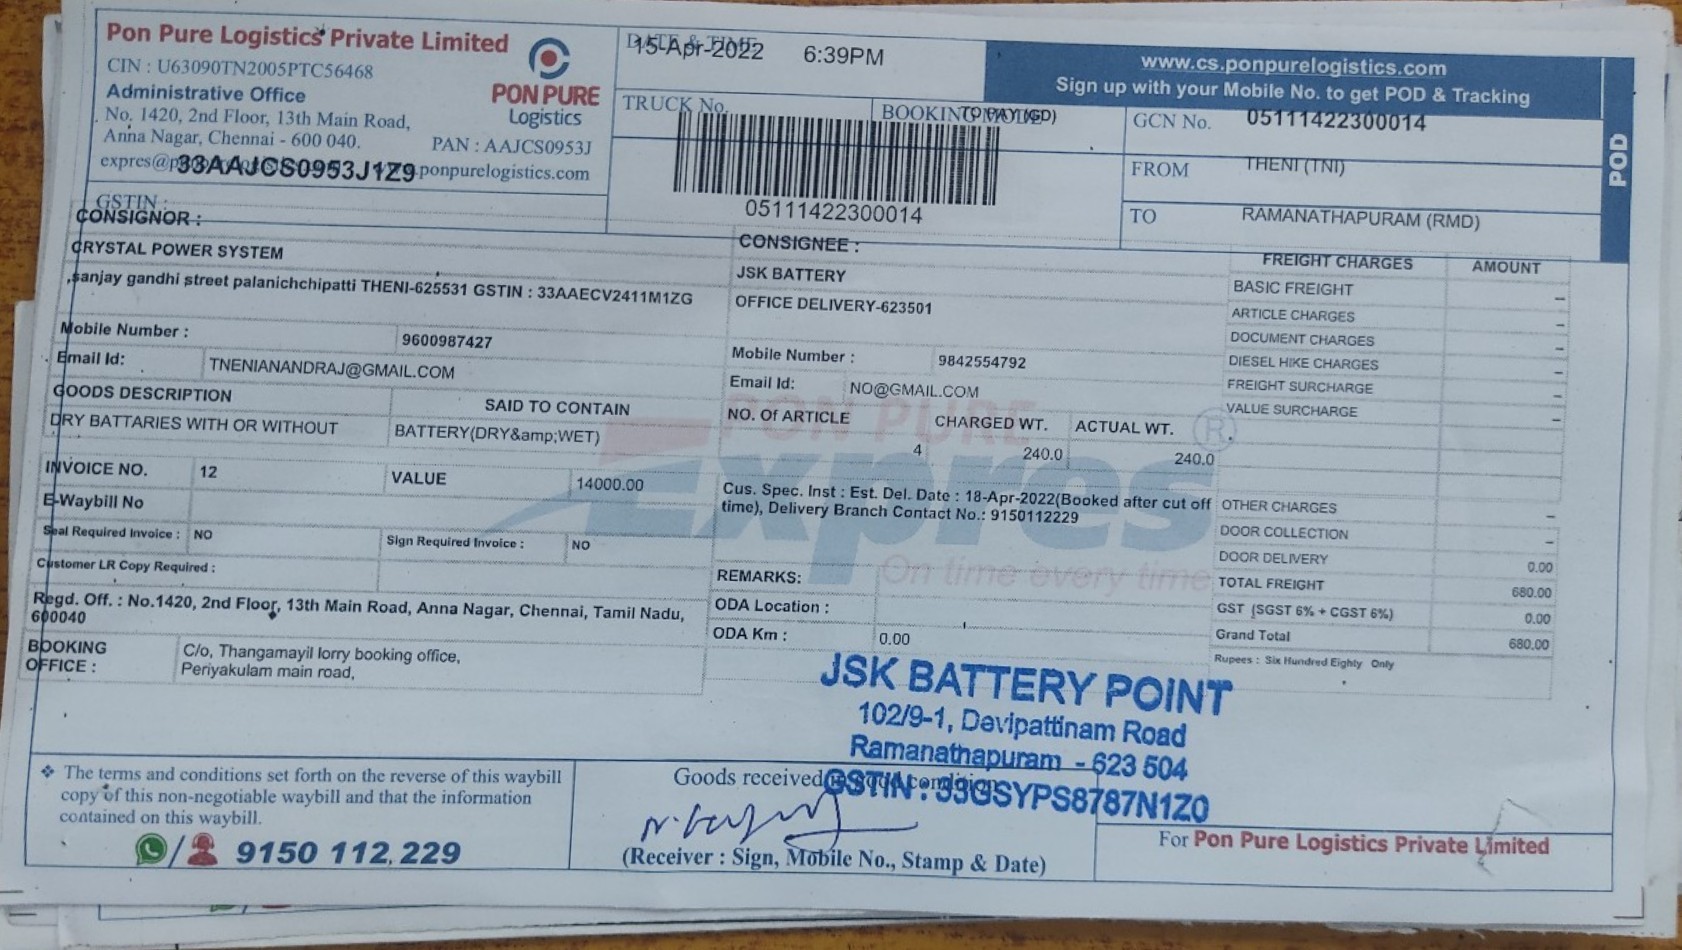 Pon Pure Logistics Private Limited
CIN : U63090TN2005PTC56468
Administrative Office
No. 1420, 2nd Floor, 13th Main Road,
Anna Nagar, Chennai - 600 040.
PAN : AAJCS0953J
expres@p
33AAJCS0953J1Z9
.ponpurelogistics.com
GSTIN :
PON PURE
Logistics
DATE & TIME
15-Apr-2022 6:39PM
TRUCK No.
BOOKING MODE
TO PAY (GD)
05111422300014
www.cs.ponpurelogistics.com
Sign up with your Mobile No. to get POD & Tracking
GCN No. 05111422300014
FROM THENI (TNI)
TO RAMANATHAPURAM (RMD)
POD
CONSIGNOR :
CRYSTAL POWER SYSTEM
,sanjay gandhi street palanichchipatti THENI-625531 GSTIN : 33AAECV2411M1ZG
Mobile Number : 9600987427
Email Id: TNENIANANDRAJ@GMAIL.COM
GOODS DESCRIPTION SAID TO CONTAIN
DRY BATTARIES WITH OR WITHOUT BATTERY(DRY&amp;WET)
INVOICE NO. 12 VALUE 14000.00
E-Waybill No
Seal Required Invoice : NO Sign Required Invoice : NO
Customer LR Copy Required :
Regd. Off. : No.1420, 2nd Floor, 13th Main Road, Anna Nagar, Chennai, Tamil Nadu,
600040
BOOKING OFFICE : C/o, Thangamayil lorry booking office,
Periyakulam main road,
CONSIGNEE :
JSK BATTERY
OFFICE DELIVERY-623501
Mobile Number : 9842554792
Email Id: NO@GMAIL.COM
NO. Of ARTICLE CHARGED WT. ACTUAL WT.
4 240.0 240.0
Cus. Spec. Inst : Est. Del. Date : 18-Apr-2022(Booked after cut off
time), Delivery Branch Contact No.: 9150112229
REMARKS:
ODA Location :
ODA Km : 0.00
PON PURE
Expres
®
On time every time
FREIGHT CHARGES AMOUNT
BASIC FREIGHT –
ARTICLE CHARGES –
DOCUMENT CHARGES –
DIESEL HIKE CHARGES –
FREIGHT SURCHARGE –
VALUE SURCHARGE –
OTHER CHARGES –
DOOR COLLECTION –
DOOR DELIVERY 0.00
TOTAL FREIGHT 680.00
GST (SGST 6% + CGST 6%) 0.00
Grand Total 680.00
Rupees : Six Hundred Eighty Only
JSK BATTERY POINT
102/9-1, Devipattinam Road
Ramanathapuram - 623 504
GSTIN : 33GSYPS8787N1Z0
❖ The terms and conditions set forth on the reverse of this waybill
copy of this non-negotiable waybill and that the information
contained on this waybill.
9150 112 229
Goods received in good condition
(Receiver : Sign, Mobile No., Stamp & Date)
For Pon Pure Logistics Private Limited